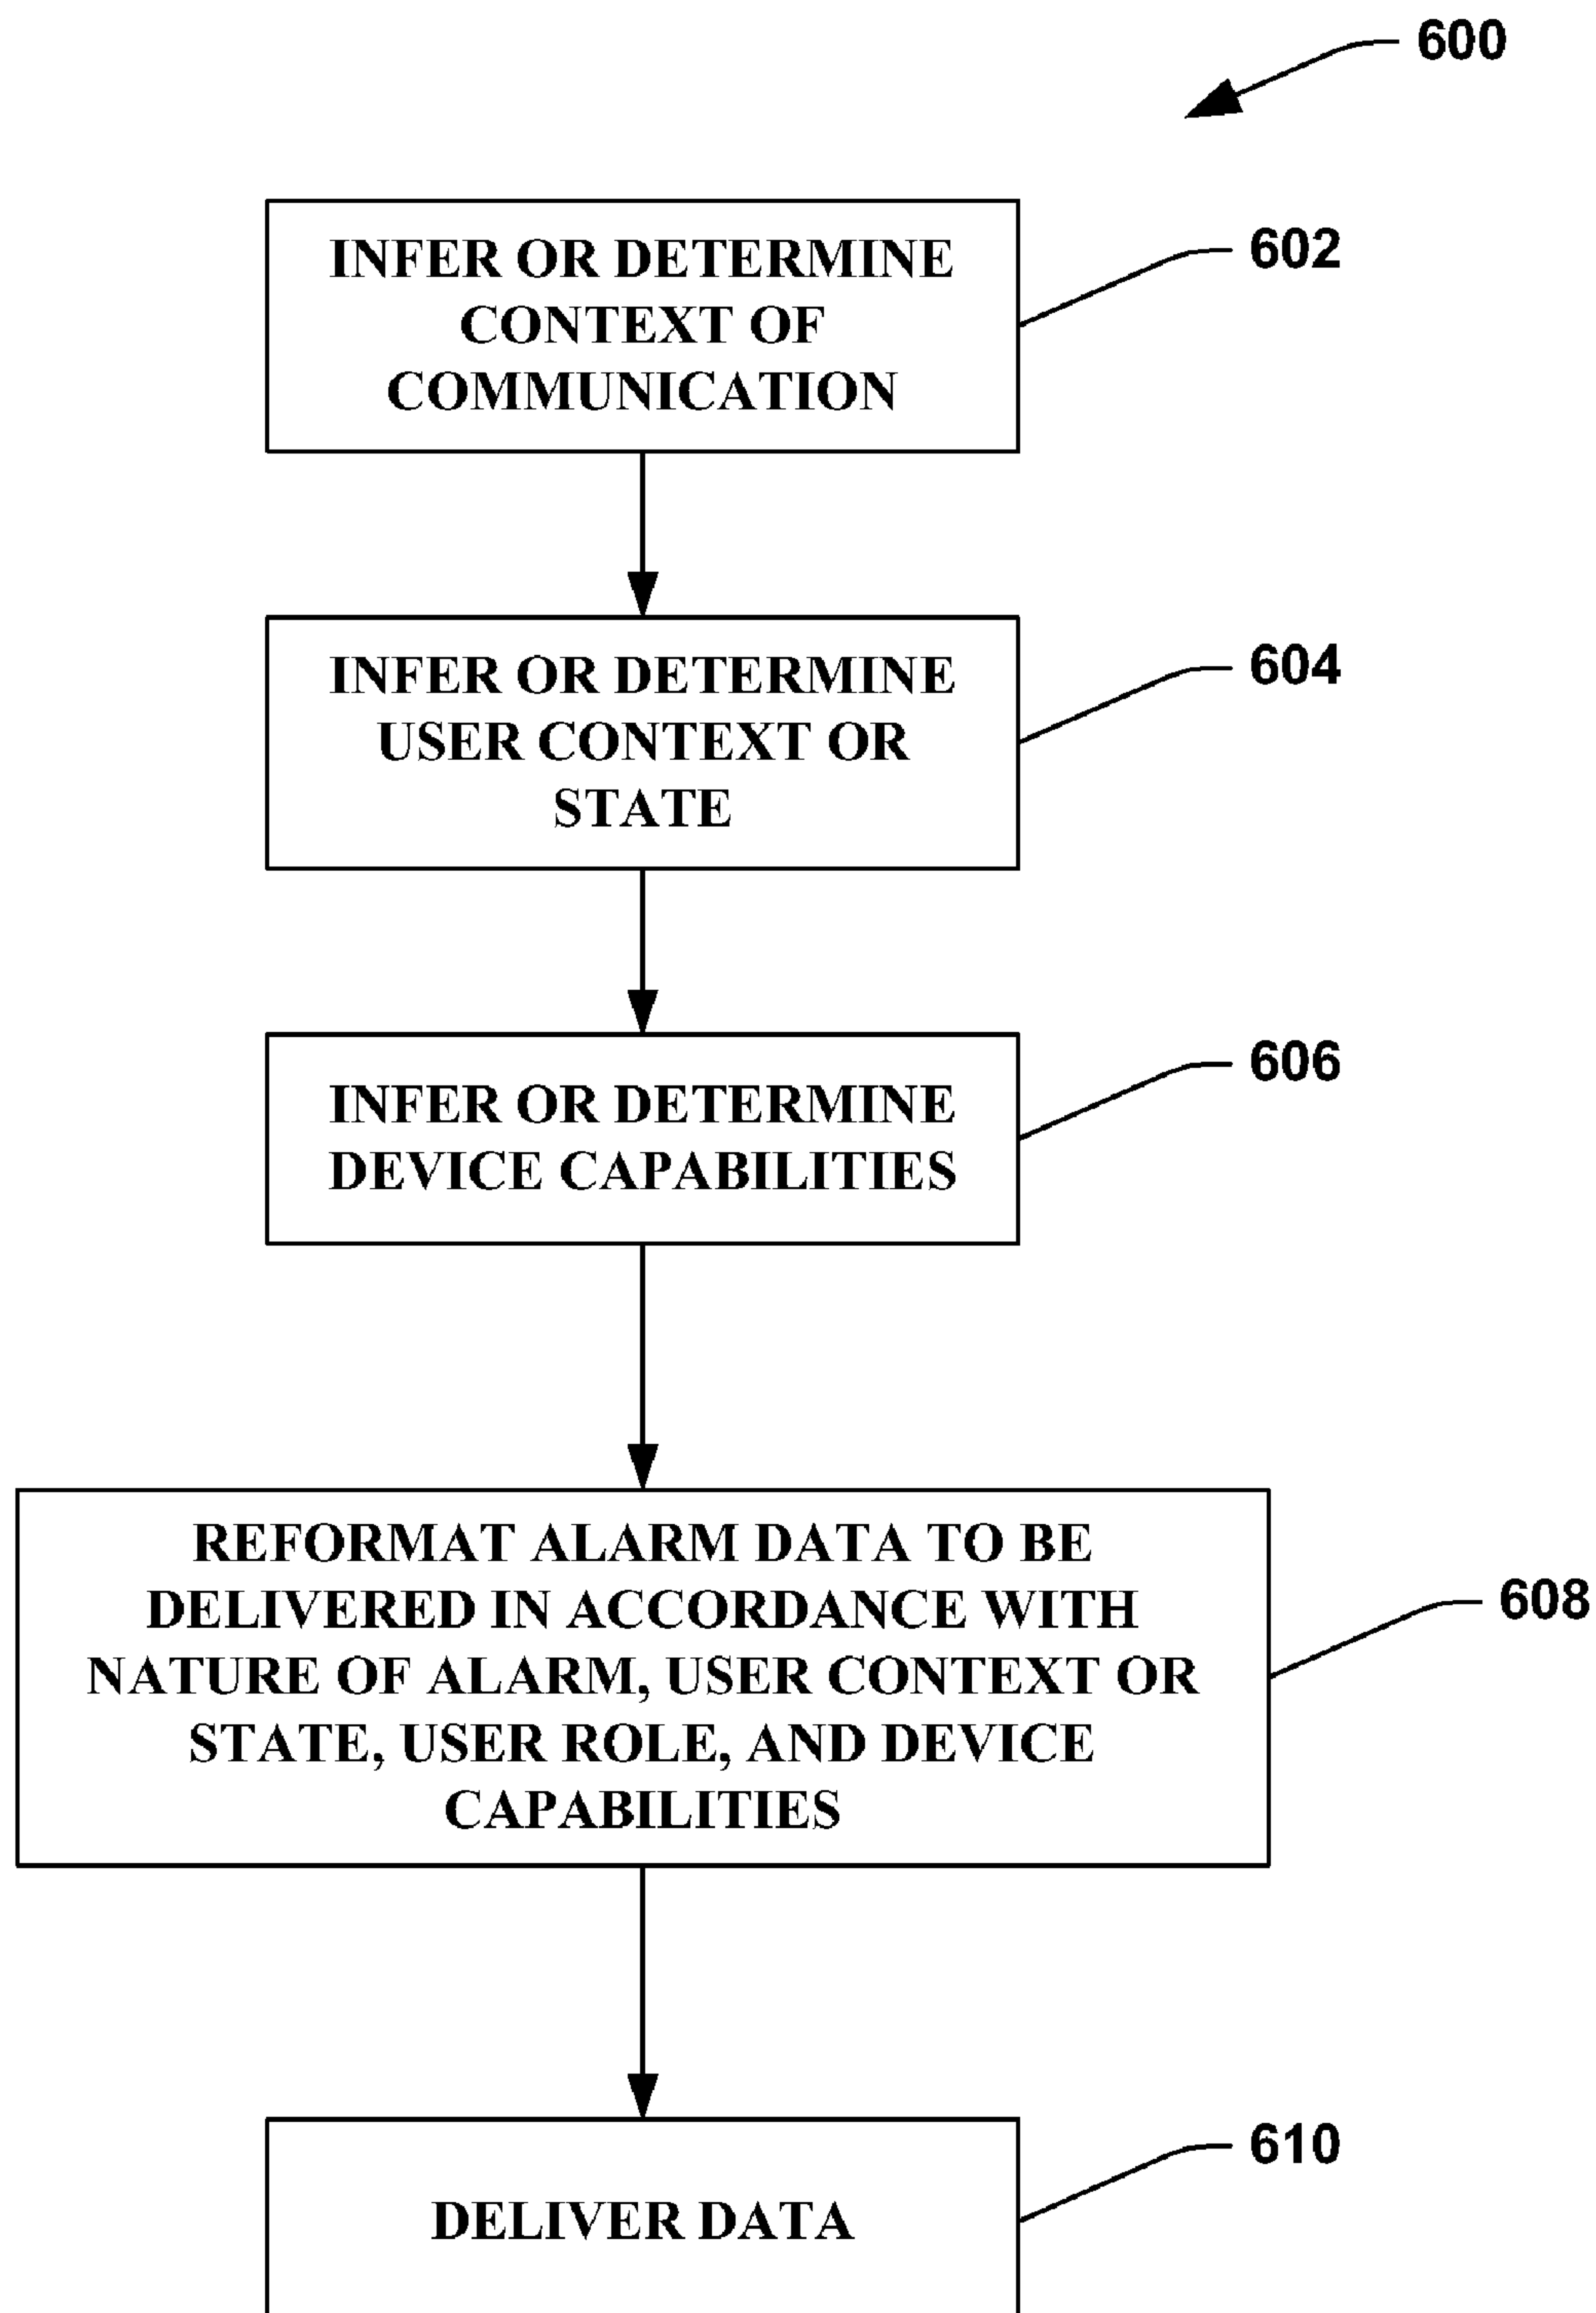 600
INFER OR DETERMINE
CONTEXT OF
COMMUNICATION
602
INFER OR DETERMINE
USER CONTEXT OR
STATE
604
INFER OR DETERMINE
DEVICE CAPABILITIES
606
REFORMAT ALARM DATA TO BE
DELIVERED IN ACCORDANCE WITH
NATURE OF ALARM, USER CONTEXT OR
STATE, USER ROLE, AND DEVICE
CAPABILITIES
608
DELIVER DATA
610